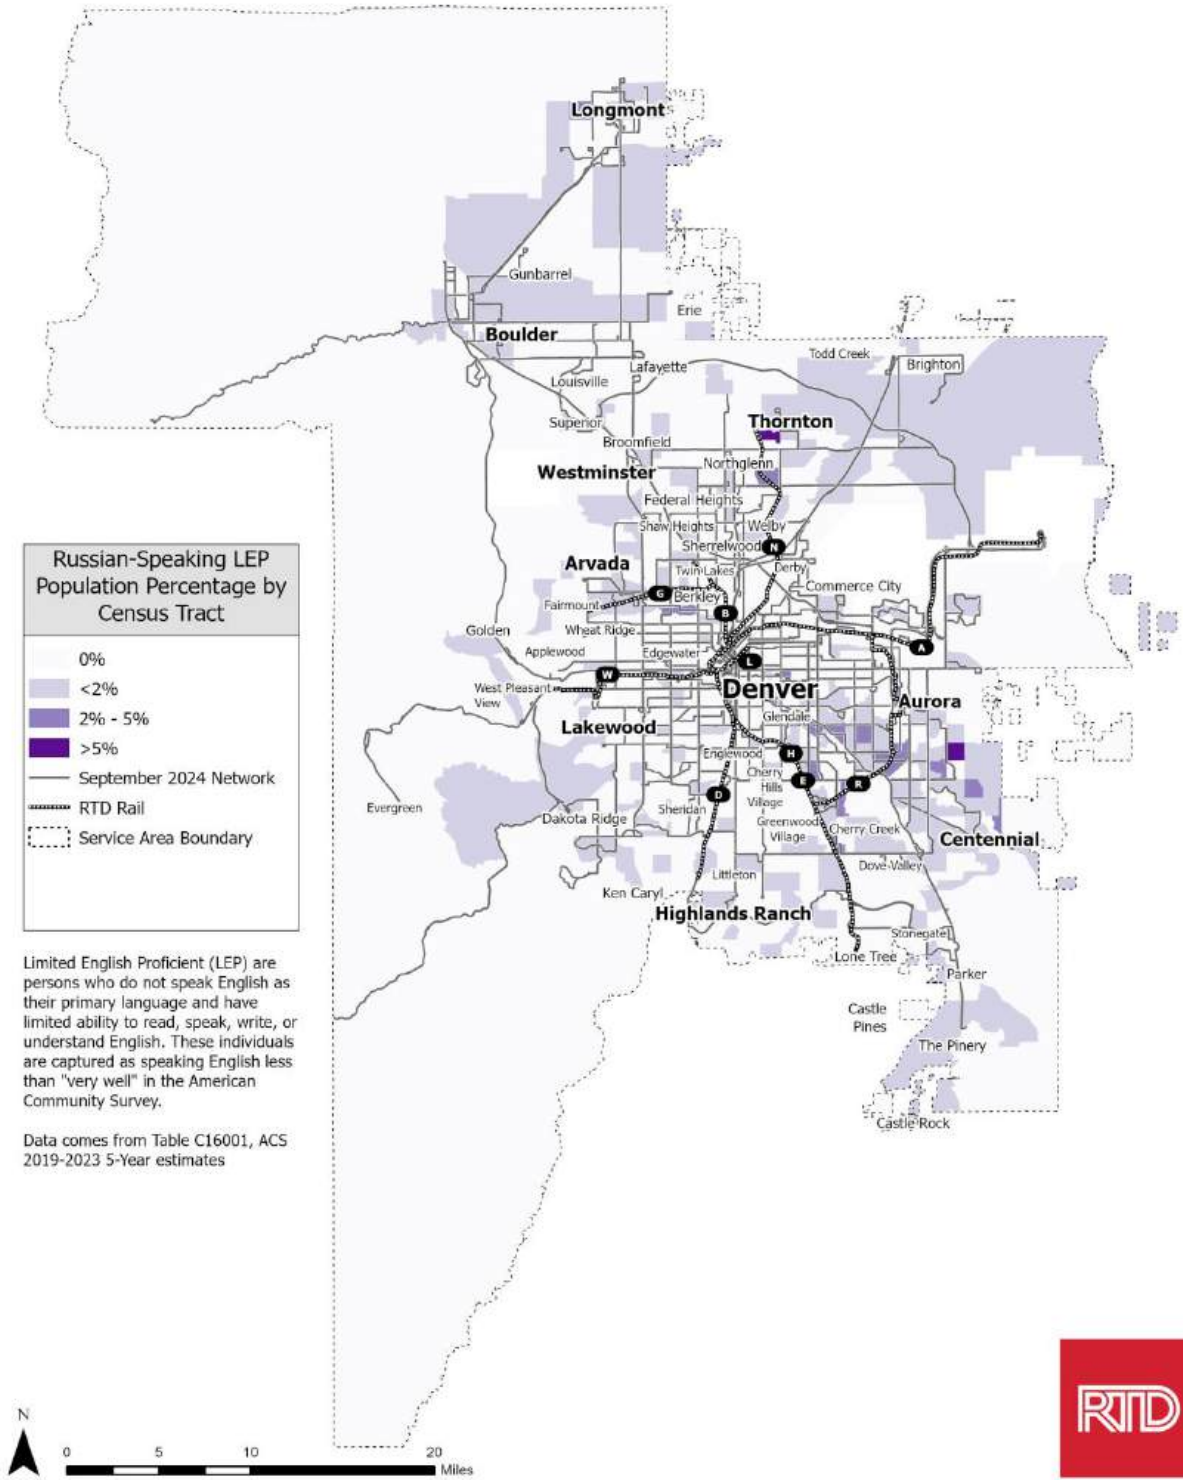 Longmont
Gunbarrel
Erie
Boulder
Todd Creek
Brighton
Lafayette
Louisville
Superior
Thornton
Broomfield
Northglenn
Westminster
Federal Heights
Shaw Heights
Welby
Sherrelwood
N
Arvada
Twin Lakes
Derby
Commerce City
G
Berkley
Fairmount
B
Golden
Wheat Ridge
Applewood
Edgewater
A
L
W
West Pleasant
View
Denver
Aurora
Lakewood
Glendale
Englewood
H
Cherry
Hills
Village
E
R
D
Evergreen
Sheridan
Dakota Ridge
Greenwood
Village
Cherry Creek
Centennial
Dove Valley
Littleton
Ken Caryl
Highlands Ranch
Stonegate
Lone Tree
Parker
Castle
Pines
The Pinery
Castle Rock
Russian-Speaking LEP
Population Percentage by
Census Tract
0%
<2%
2% - 5%
>5%
September 2024 Network
RTD Rail
Service Area Boundary
Limited English Proficient (LEP) are
persons who do not speak English as
their primary language and have
limited ability to read, speak, write, or
understand English. These individuals
are captured as speaking English less
than "very well" in the American
Community Survey.
Data comes from Table C16001, ACS
2019-2023 5-Year estimates
N
0 5 10 20
Miles
RTD